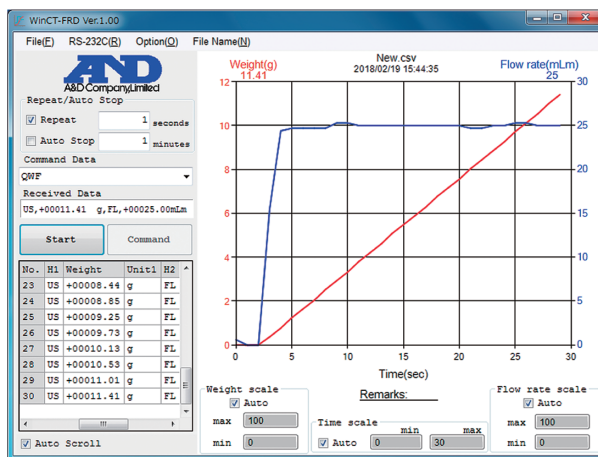 WinCT-FRD Ver.1.00
File(F) RS-232C(R) Option(O) File Name(N)
AND
A&D Company,Limited
Repeat/Auto Stop
Repeat 1 seconds
Auto Stop 1 minutes
Command Data
QWF
Received Data
US,+00011.41 g,FL,+00025.00mLm
Start Command
No. H1 Weight Unit1 H2
23 US +00008.44 g FL
24 US +00008.85 g FL
25 US +00009.25 g FL
26 US +00009.73 g FL
27 US +00010.13 g FL
28 US +00010.53 g FL
29 US +00011.01 g FL
30 US +00011.41 g FL
Auto Scroll
New.csv
2018/02/19 15:44:35
Weight(g)
11.41
Flow rate(mLm)
25
12
10
8
6
4
2
0
30
25
20
15
10
5
0
0 5 10 15 20 25 30
Time(sec)
Remarks:
Weight scale
Auto
max 100
min 0
Time scale
min max
Auto 0 30
Flow rate scale
Auto
max 100
min 0